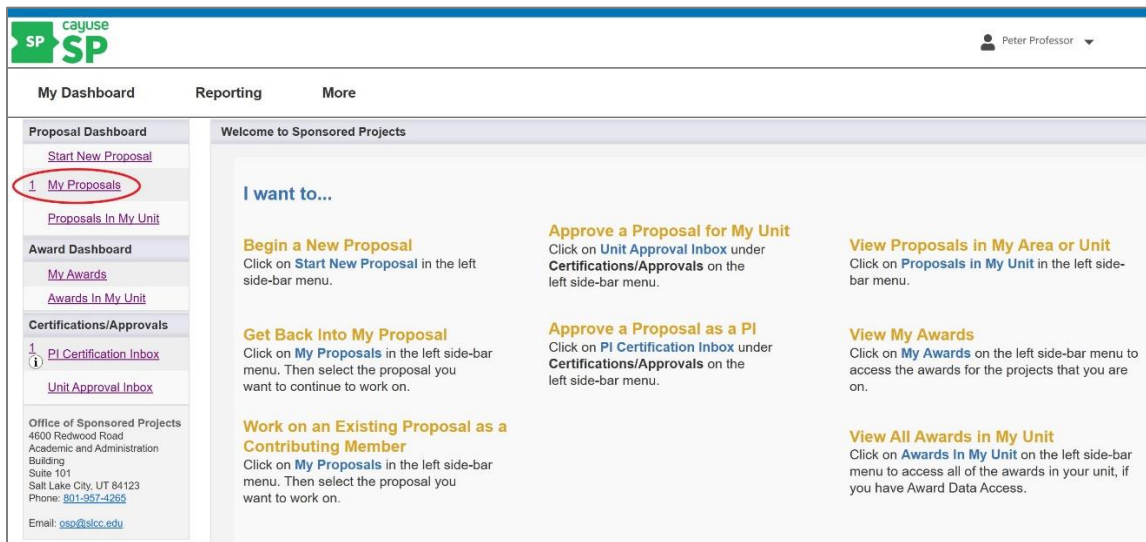 SP
cayuse
SP
Peter Professor
My Dashboard
Reporting
More
Proposal Dashboard
Start New Proposal
1 My Proposals
Proposals In My Unit
Award Dashboard
My Awards
Awards In My Unit
Certifications/Approvals
1
i
PI Certification Inbox
Unit Approval Inbox
Office of Sponsored Projects
4600 Redwood Road
Academic and Administration
Building
Suite 101
Salt Lake City, UT 84123
Phone: 801-957-4265
Email: osp@slcc.edu
Welcome to Sponsored Projects
I want to...
Begin a New Proposal
Click on Start New Proposal in the left
side-bar menu.
Get Back Into My Proposal
Click on My Proposals in the left side-bar
menu. Then select the proposal you
want to continue to work on.
Work on an Existing Proposal as a
Contributing Member
Click on My Proposals in the left side-bar
menu. Then select the proposal you
want to work on.
Approve a Proposal for My Unit
Click on Unit Approval Inbox under
Certifications/Approvals on the
left side-bar menu.
Approve a Proposal as a PI
Click on PI Certification Inbox under
Certifications/Approvals on the
left side-bar menu.
View Proposals in My Area or Unit
Click on Proposals in My Unit in the left side-
bar menu.
View My Awards
Click on My Awards on the left side-bar menu to
access the awards for the projects that you are
on.
View All Awards in My Unit
Click on Awards In My Unit on the left side-bar
menu to access all of the awards in your unit, if
you have Award Data Access.